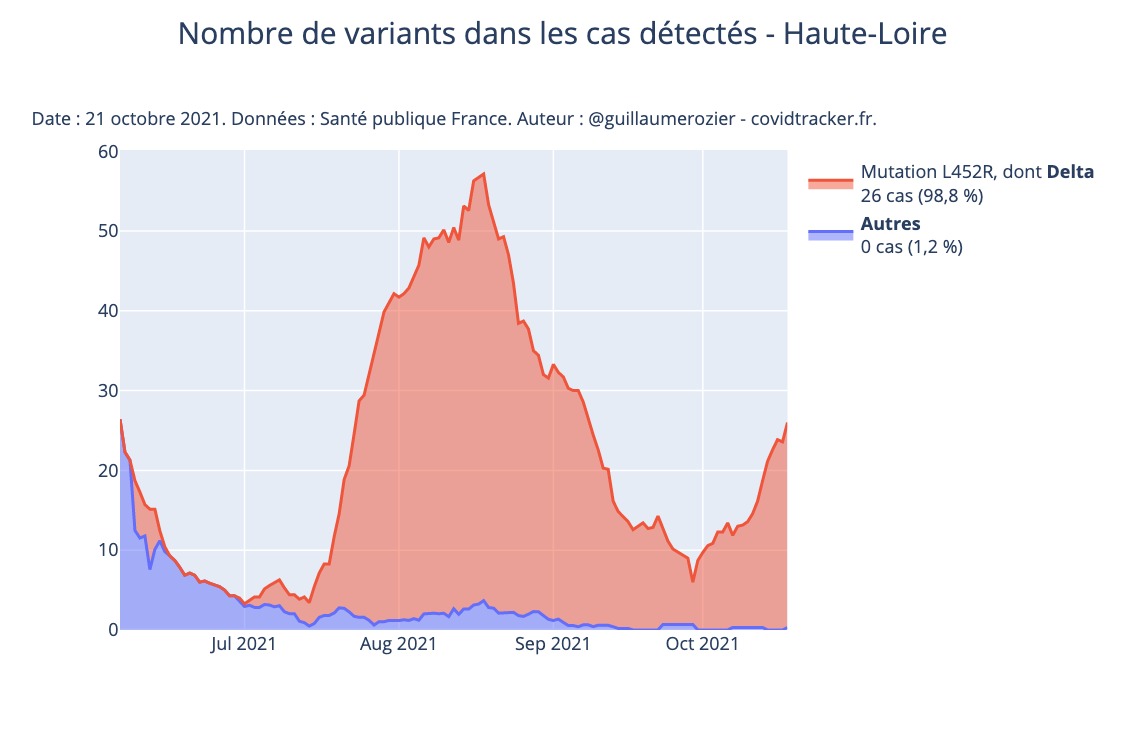 Nombre de variants dans les cas détectés - Haute-Loire
Date : 21 octobre 2021. Données : Santé publique France. Auteur : @guillaumerozier - covidtracker.fr.
60
50
40
30
20
10
0
Jul 2021
Aug 2021
Sep 2021
Oct 2021
Mutation L452R, dont Delta
26 cas (98,8 %)
Autres
0 cas (1,2 %)